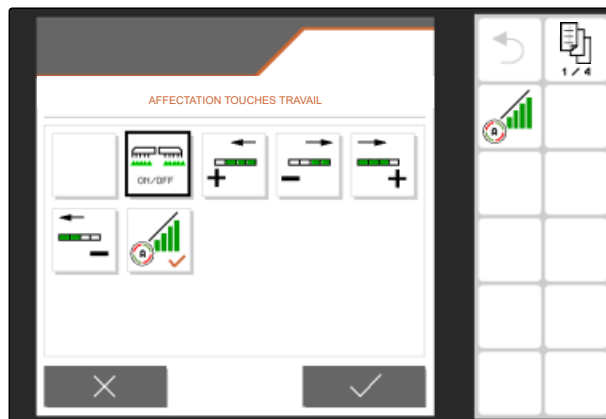 AFFECTATION TOUCHES TRAVAIL
1/4
A
ON/OFF
A